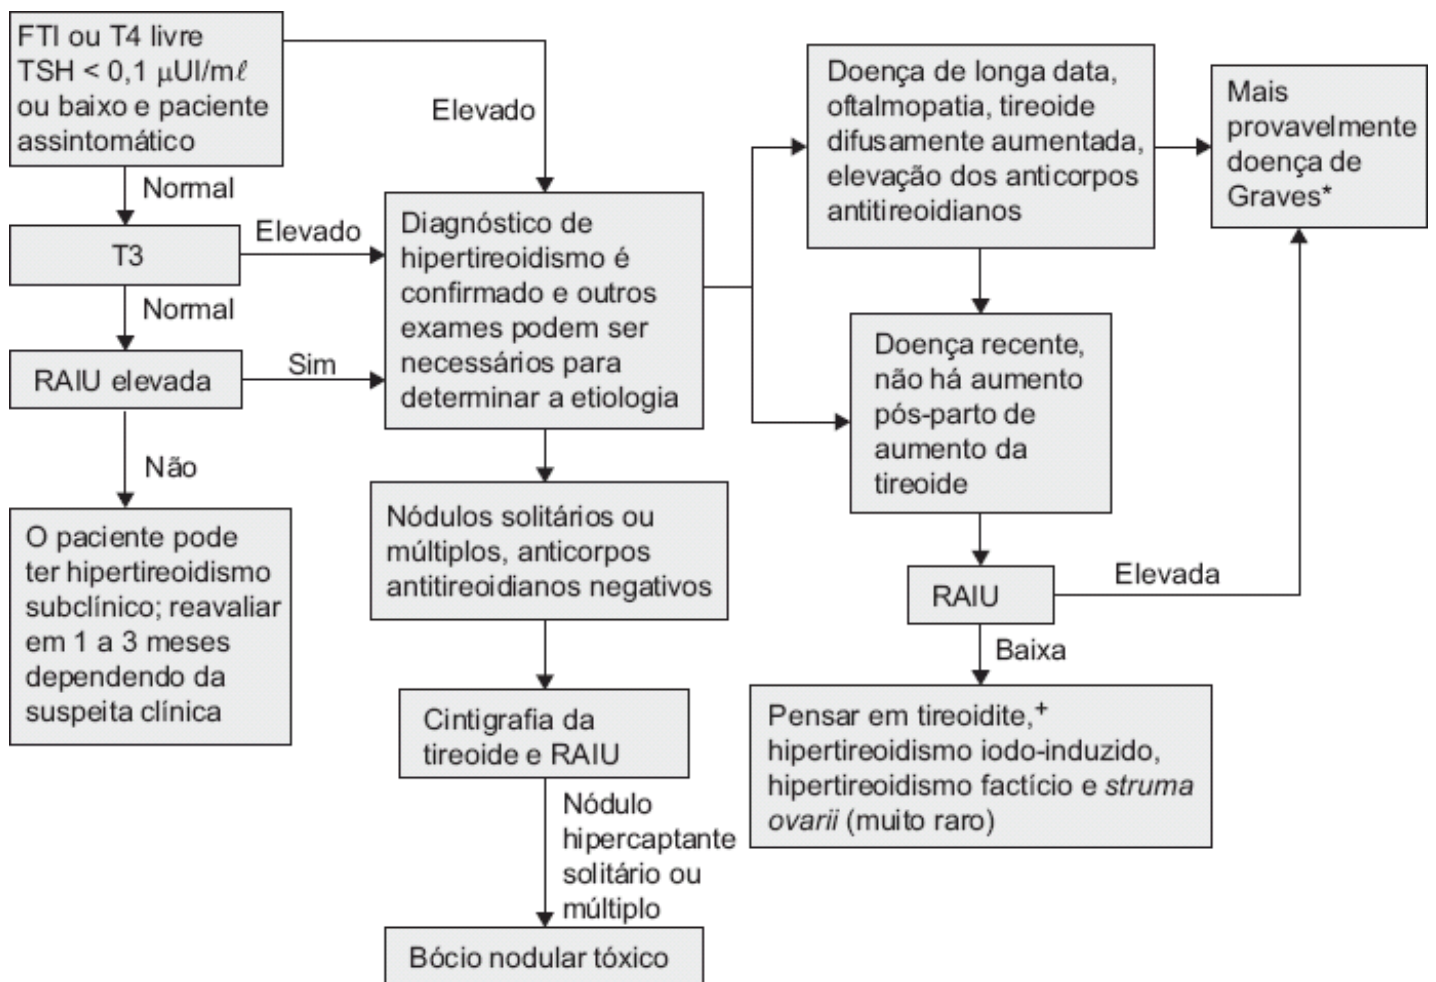 FTI ou T4 livre
TSH < 0,1 μUI/mℓ
ou baixo e paciente
assintomático
Elevado
Normal
T3
Elevado
Normal
RAIU elevada
Sim
Não
O paciente pode
ter hipertireoidismo
subclínico; reavaliar
em 1 a 3 meses
dependendo da
suspeita clínica
Diagnóstico de
hipertireoidismo é
confirmado e outros
exames podem ser
necessários para
determinar a etiologia
Nódulos solitários ou
múltiplos, anticorpos
antitireoidianos negativos
Cintigrafia da
tireoide e RAIU
Nódulo
hipercaptante
solitário ou
múltiplo
Bócio nodular tóxico
Doença de longa data,
oftalmopatia, tireoide
difusamente aumentada,
elevação dos anticorpos
antitireoidianos
Mais
provavelmente
doença de
Graves*
Doença recente,
não há aumento
pós-parto de
aumento da
tireoide
RAIU
Elevada
Baixa
Pensar em tireoidite,+
hipertireoidismo iodo-induzido,
hipertireoidismo factício e struma
ovarii (muito raro)